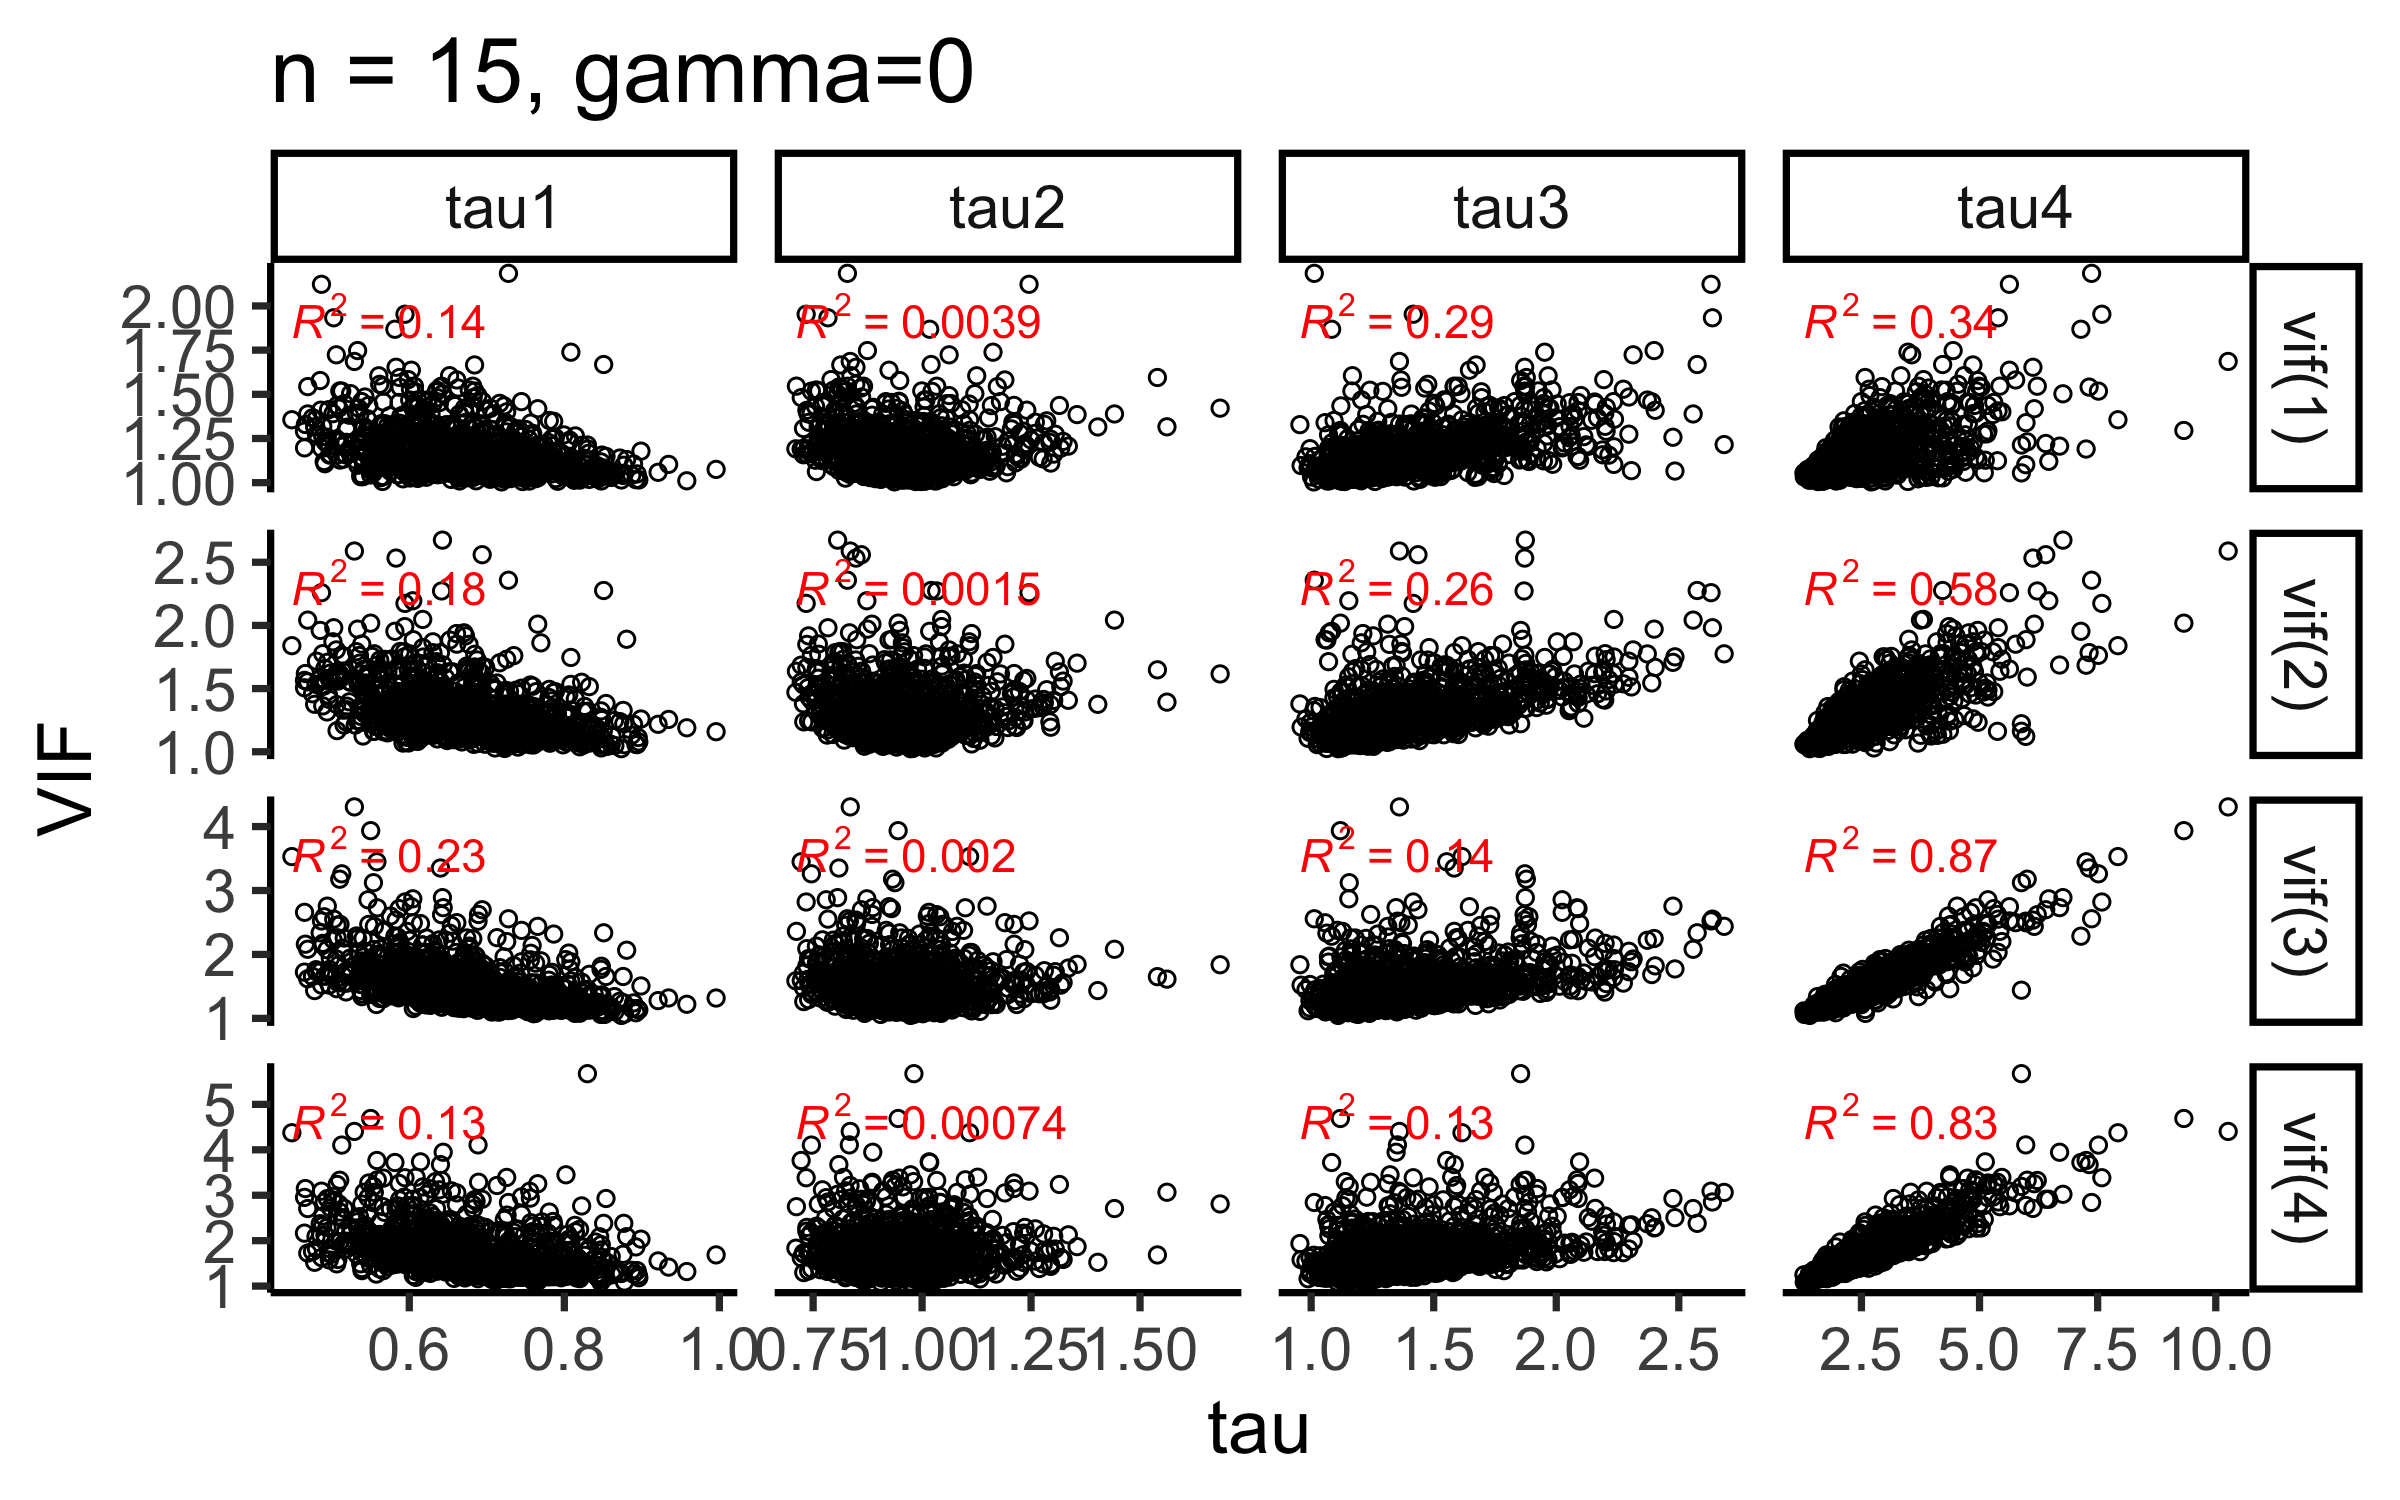 n = 15, gamma=0
tau1 tau2 tau3 tau4
2.00
1.75
1.50
1.25
1.00
R² = 0.14 R² = 0.0039 R² = 0.29 R² = 0.34
vif(1)
2.5
2.0
1.5
1.0
R² = 0.18 R² = 0.0015 R² = 0.26 R² = 0.58
vif(2)
VIF
4
3
2
1
R² = 0.23 R² = 0.002 R² = 0.14 R² = 0.87
vif(3)
5
4
3
2
1
R² = 0.13 R² = 0.00074 R² = 0.13 R² = 0.83
vif(4)
0.6 0.8 1.0 0.75 1.00 1.25 1.50 1.0 1.5 2.0 2.5 2.5 5.0 7.5 10.0
tau